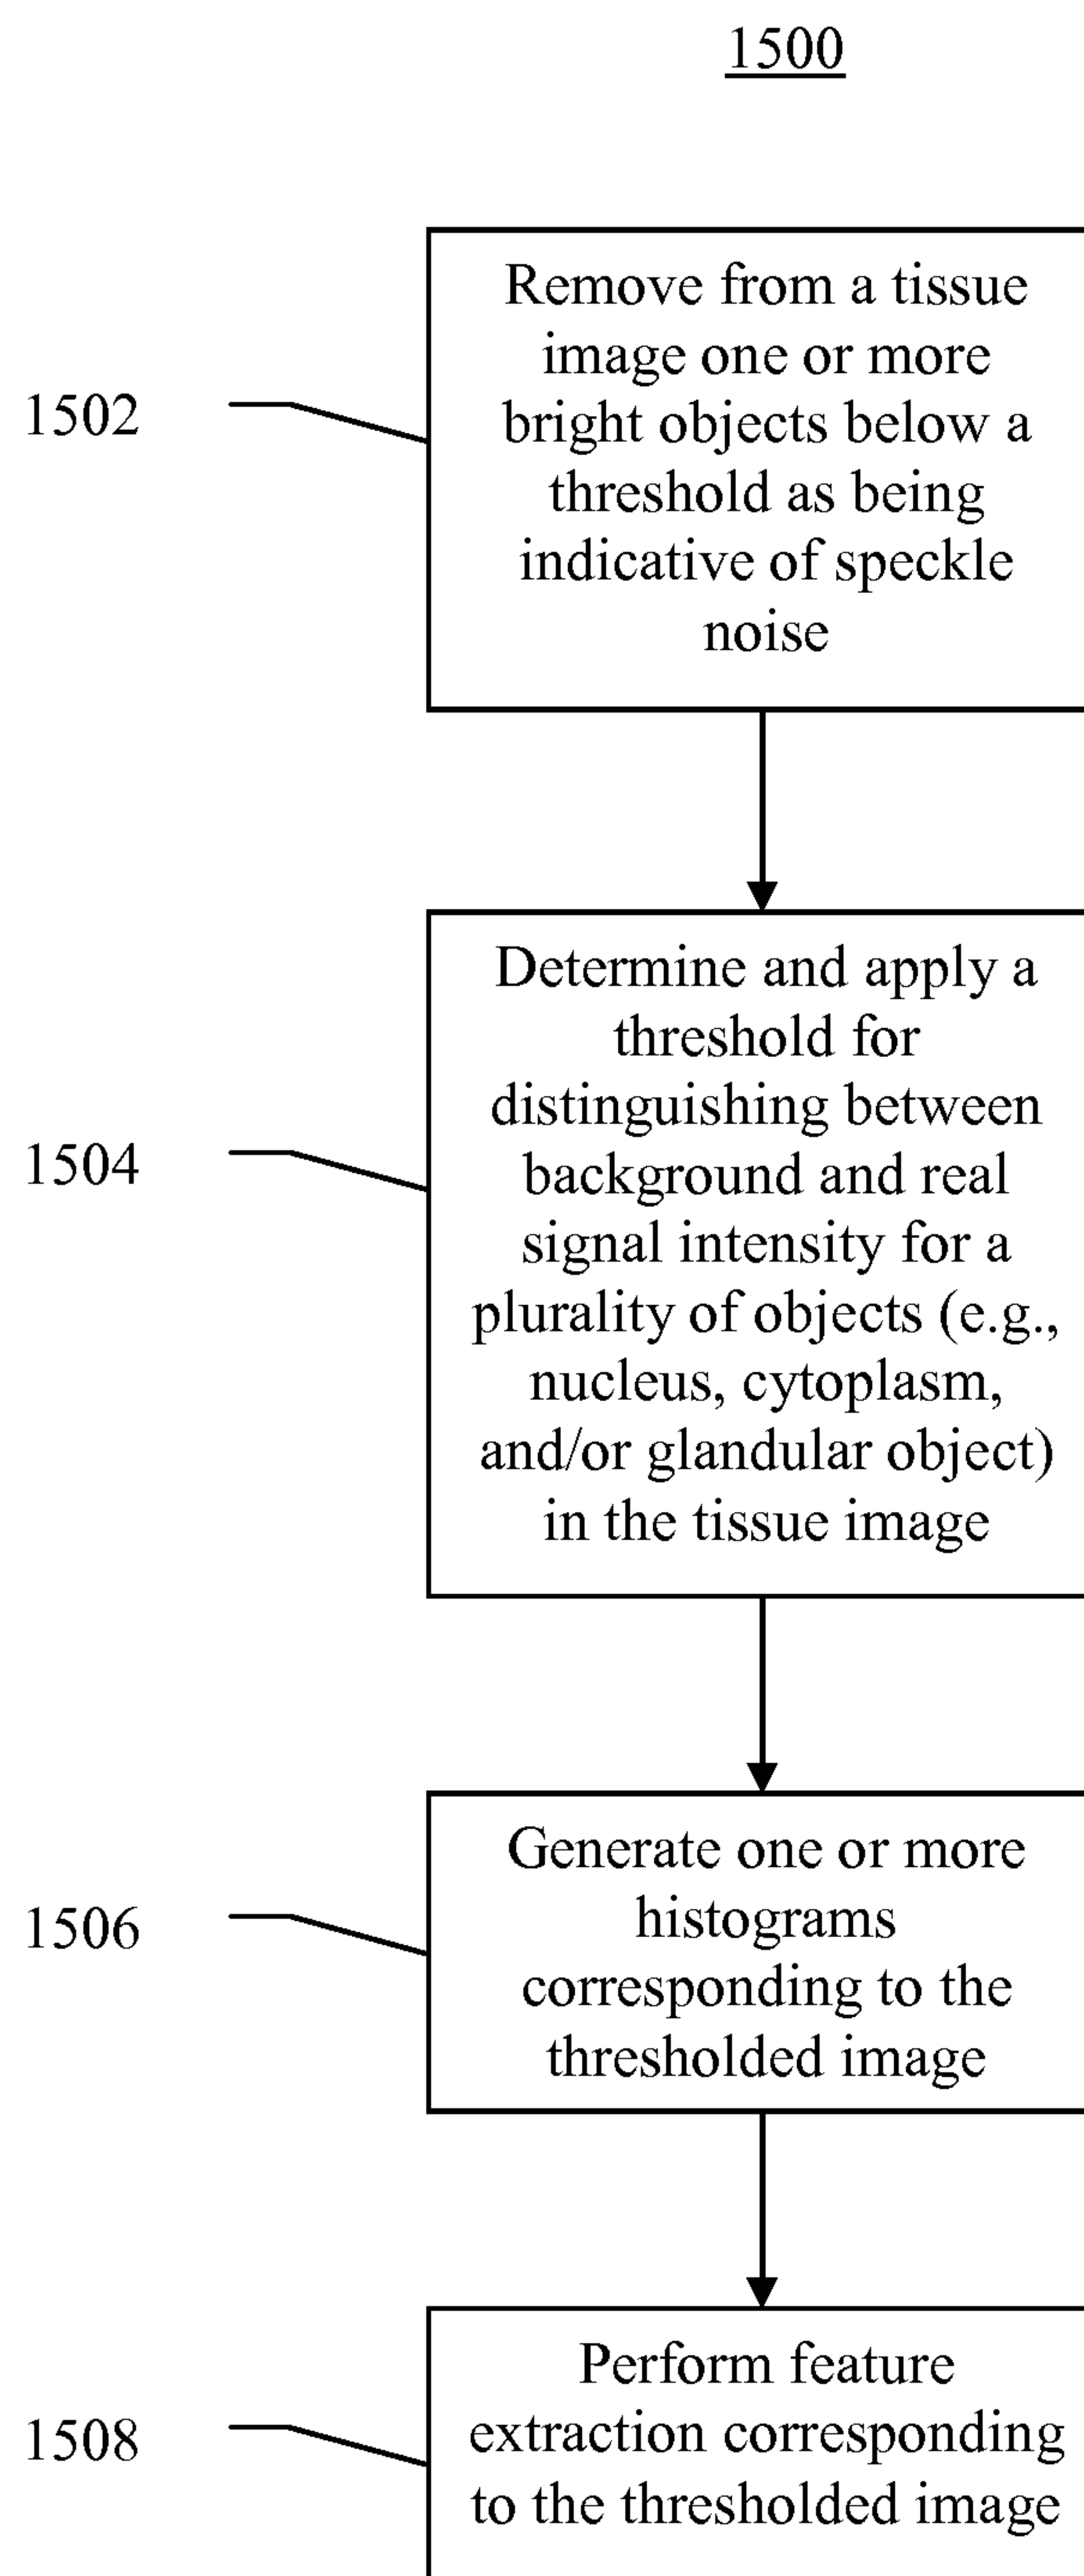 1500
1502
Remove from a tissue
image one or more
bright objects below a
threshold as being
indicative of speckle
noise
1504
Determine and apply a
threshold for
distinguishing between
background and real
signal intensity for a
plurality of objects (e.g.,
nucleus, cytoplasm,
and/or glandular object)
in the tissue image
1506
Generate one or more
histograms
corresponding to the
thresholded image
1508
Perform feature
extraction corresponding
to the thresholded image